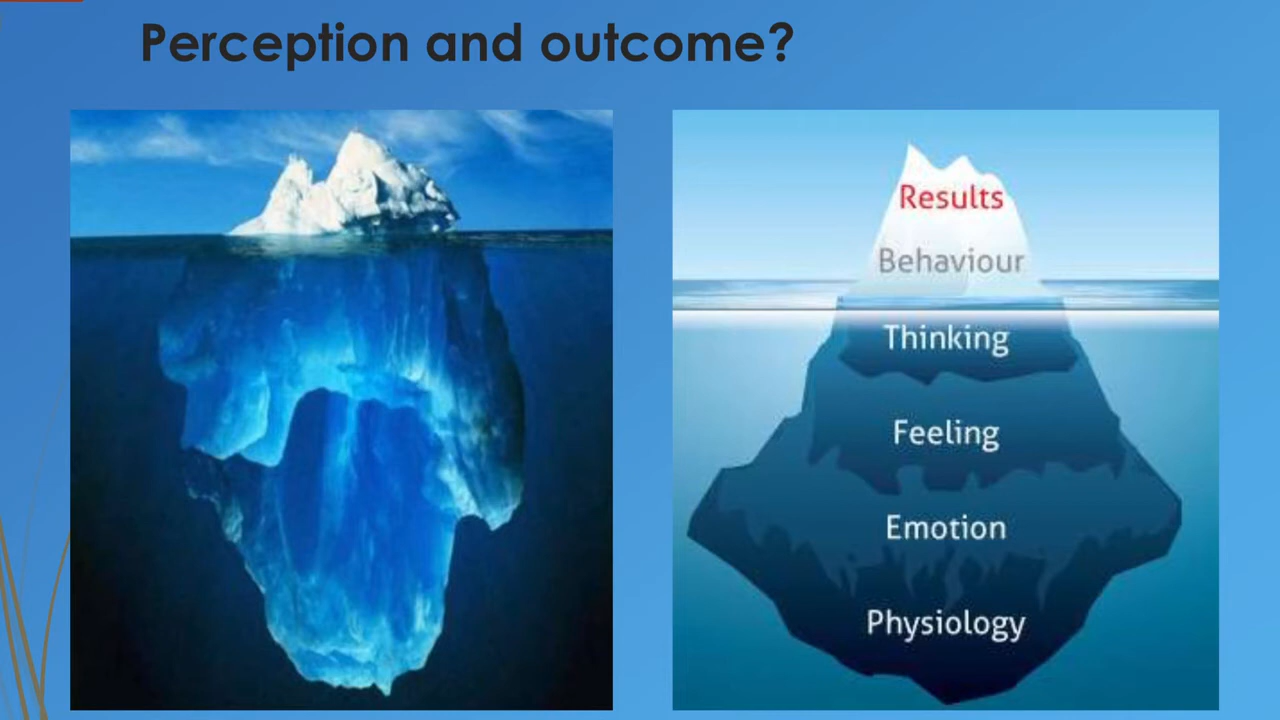 Perception and outcome?
Results
Behaviour
Thinking
Feeling
Emotion
Physiology